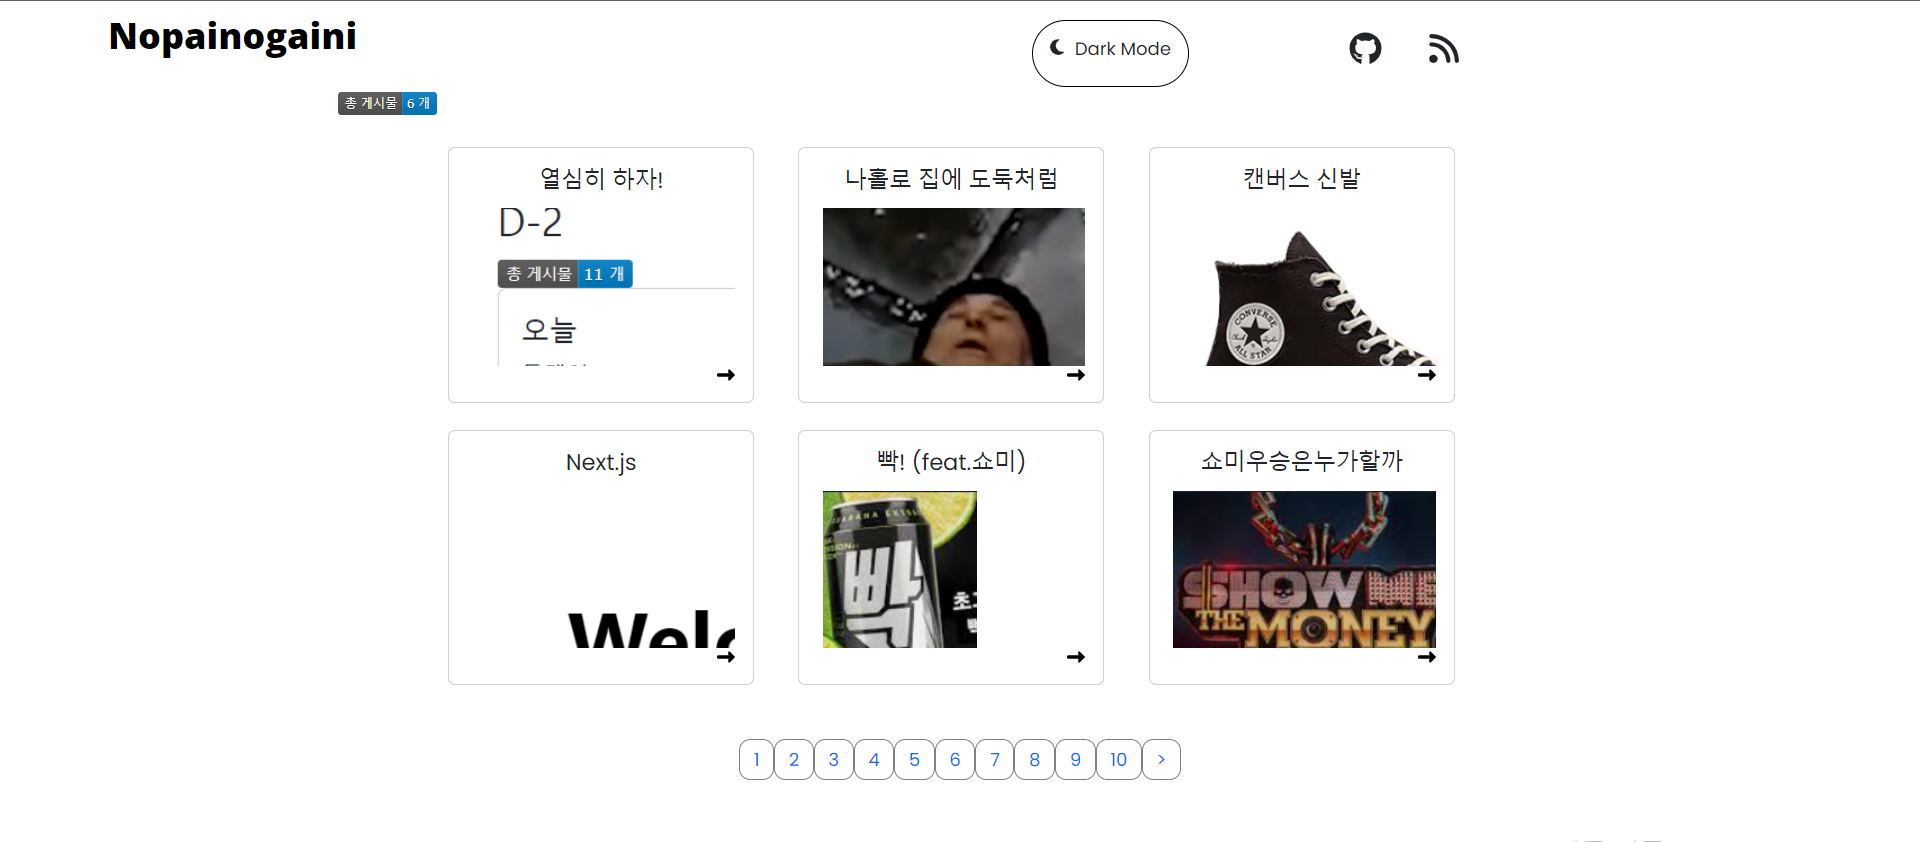 Nopainogaini
Dark Mode
총 게시물 6 개
열심히 하자!
나홀로 집에 도둑처럼
캔버스 신발
D-2
총 게시물 11 개
오늘
CONVERSE
ALL STAR
Next.js
빡! (feat.쇼미)
쇼미우승은누가할까
빡
초
SHOW ME
THE MONEY
1 2 3 4 5 6 7 8 9 10 >